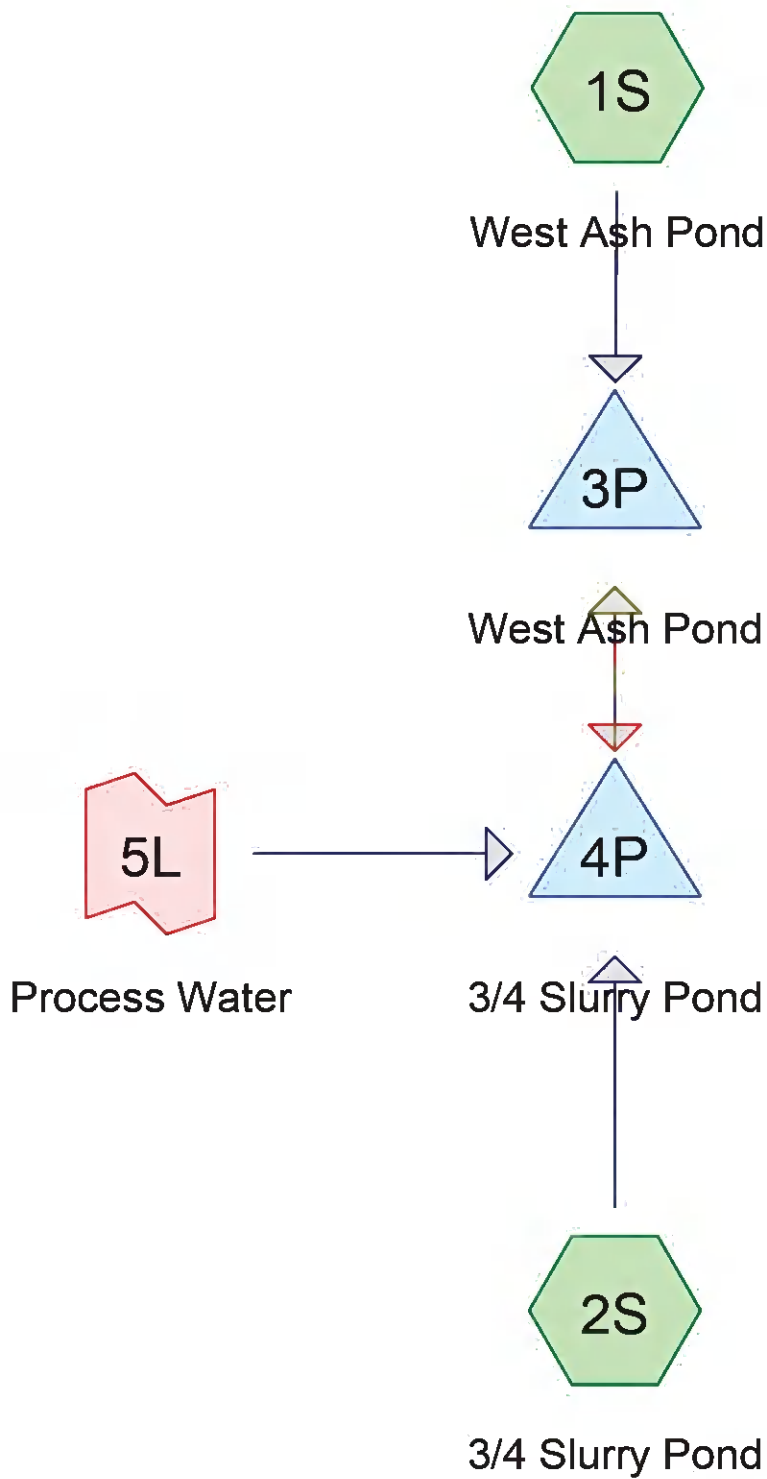 1S
West Ash Pond
3P
West Ash Pond
5L
Process Water
4P
3/4 Slurry Pond
2S
3/4 Slurry Pond